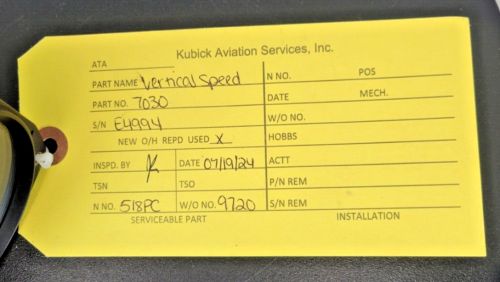 Kubick Aviation Services, Inc.
ATA
PART NAME Vertical Speed
PART NO. 7030
S/N E4994
NEW O/H REPD USED X
INSPD. BY K DATE 07/19/24
TSN TSO
N NO. 518PC W/O NO. 9720
SERVICEABLE PART
N NO. POS
DATE MECH.
W/O NO.
HOBBS
ACTT
P/N REM
S/N REM
INSTALLATION